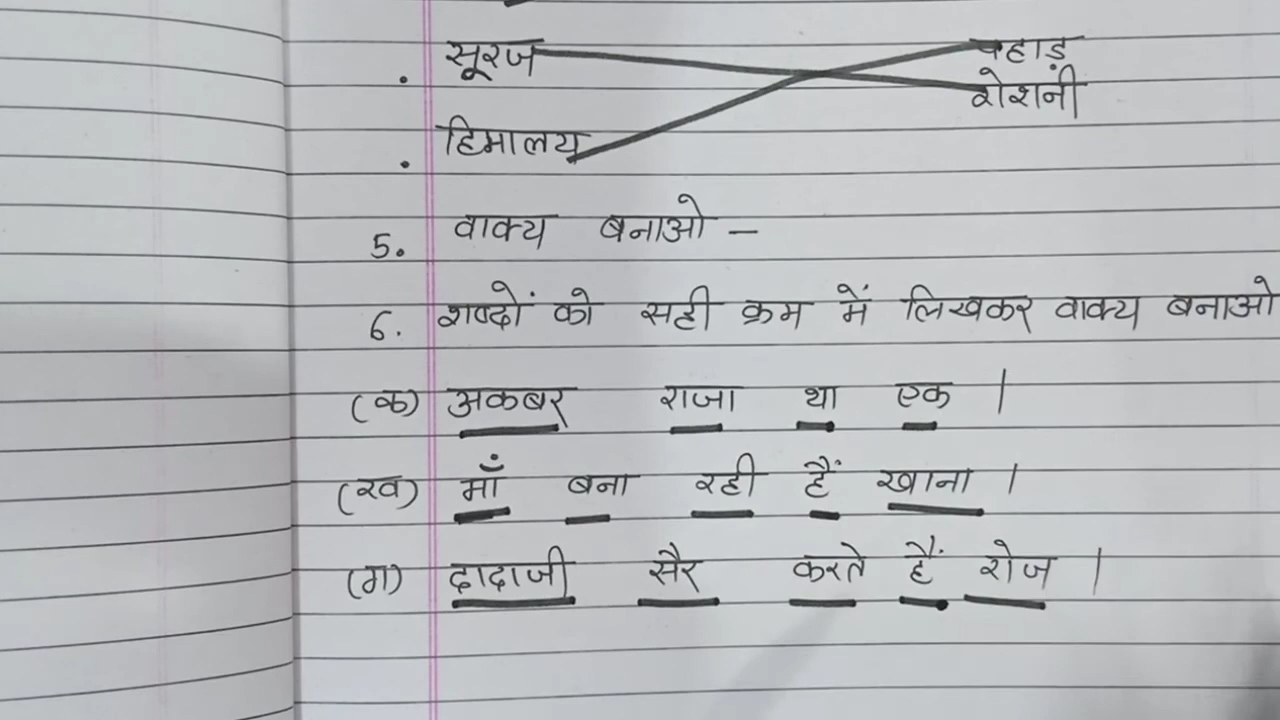 सूरज पहाड़
रोशनी
हिमालय
5. वाक्य बनाओ –
6. शब्दों को सही क्रम में लिखकर वाक्य बनाओ
(क) अकबर राजा था एक ।
(ख) माँ बना रही हैं खाना ।
(ग) दादाजी सैर करते हैं रोज ।